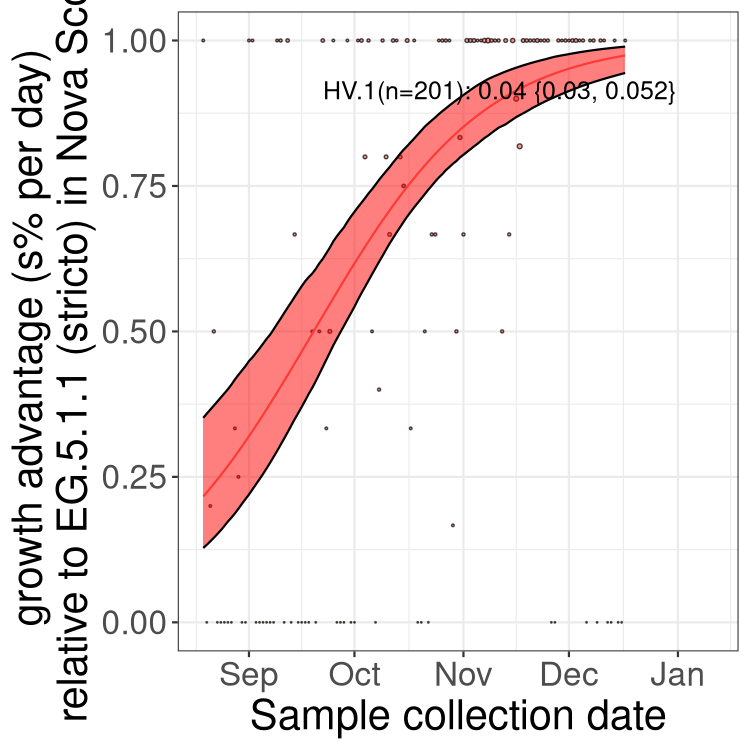 growth advantage (s% per day)
relative to EG.5.1.1 (stricto) in Nova
1.00
0.75
0.50
0.25
0.00
HV.1(n=201): 0.04 {0.03, 0.052}
Sep Oct Nov Dec Jan
Sample collection date